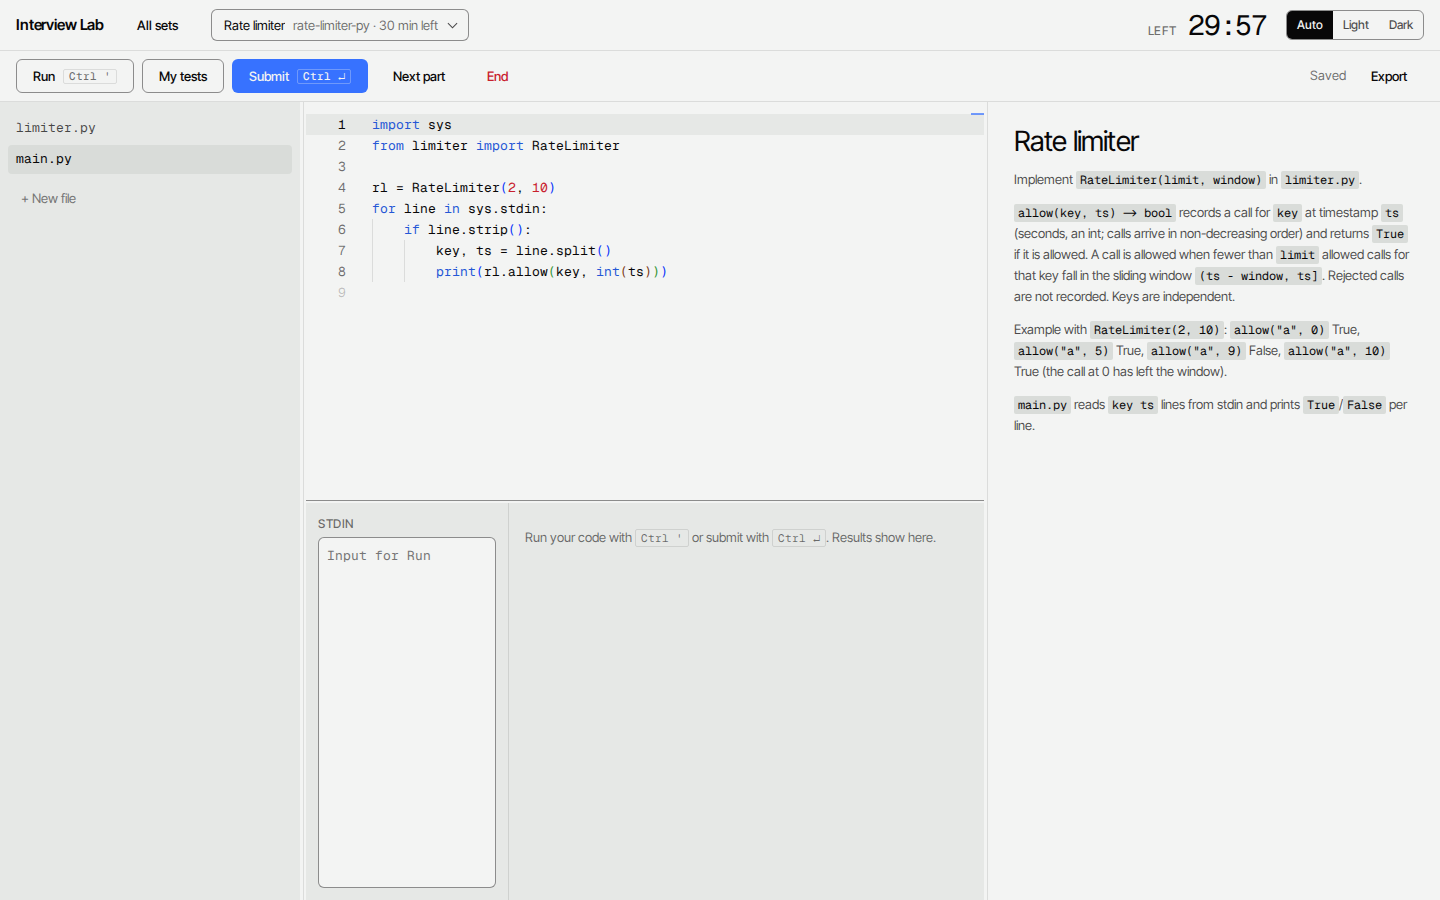 Interview Lab
All sets
Rate limiter rate-limiter-py · 30 min left
LEFT 29:57
Auto Light Dark
Run Ctrl '
My tests
Submit Ctrl ↵
Next part
End
Saved
Export
limiter.py
main.py
+ New file
1 import sys
2 from limiter import RateLimiter
3
4 rl = RateLimiter(2, 10)
5 for line in sys.stdin:
6 if line.strip():
7 key, ts = line.split()
8 print(rl.allow(key, int(ts)))
9
STDIN
Input for Run
Run your code with Ctrl ' or submit with Ctrl ↵. Results show here.
Rate limiter
Implement RateLimiter(limit, window) in limiter.py.
allow(key, ts) -> bool records a call for key at timestamp ts
(seconds, an int; calls arrive in non-decreasing order) and returns True
if it is allowed. A call is allowed when fewer than limit allowed calls for
that key fall in the sliding window (ts - window, ts]. Rejected calls
are not recorded. Keys are independent.
Example with RateLimiter(2, 10): allow("a", 0) True,
allow("a", 5) True, allow("a", 9) False, allow("a", 10)
True (the call at 0 has left the window).
main.py reads key ts lines from stdin and prints True/False per
line.